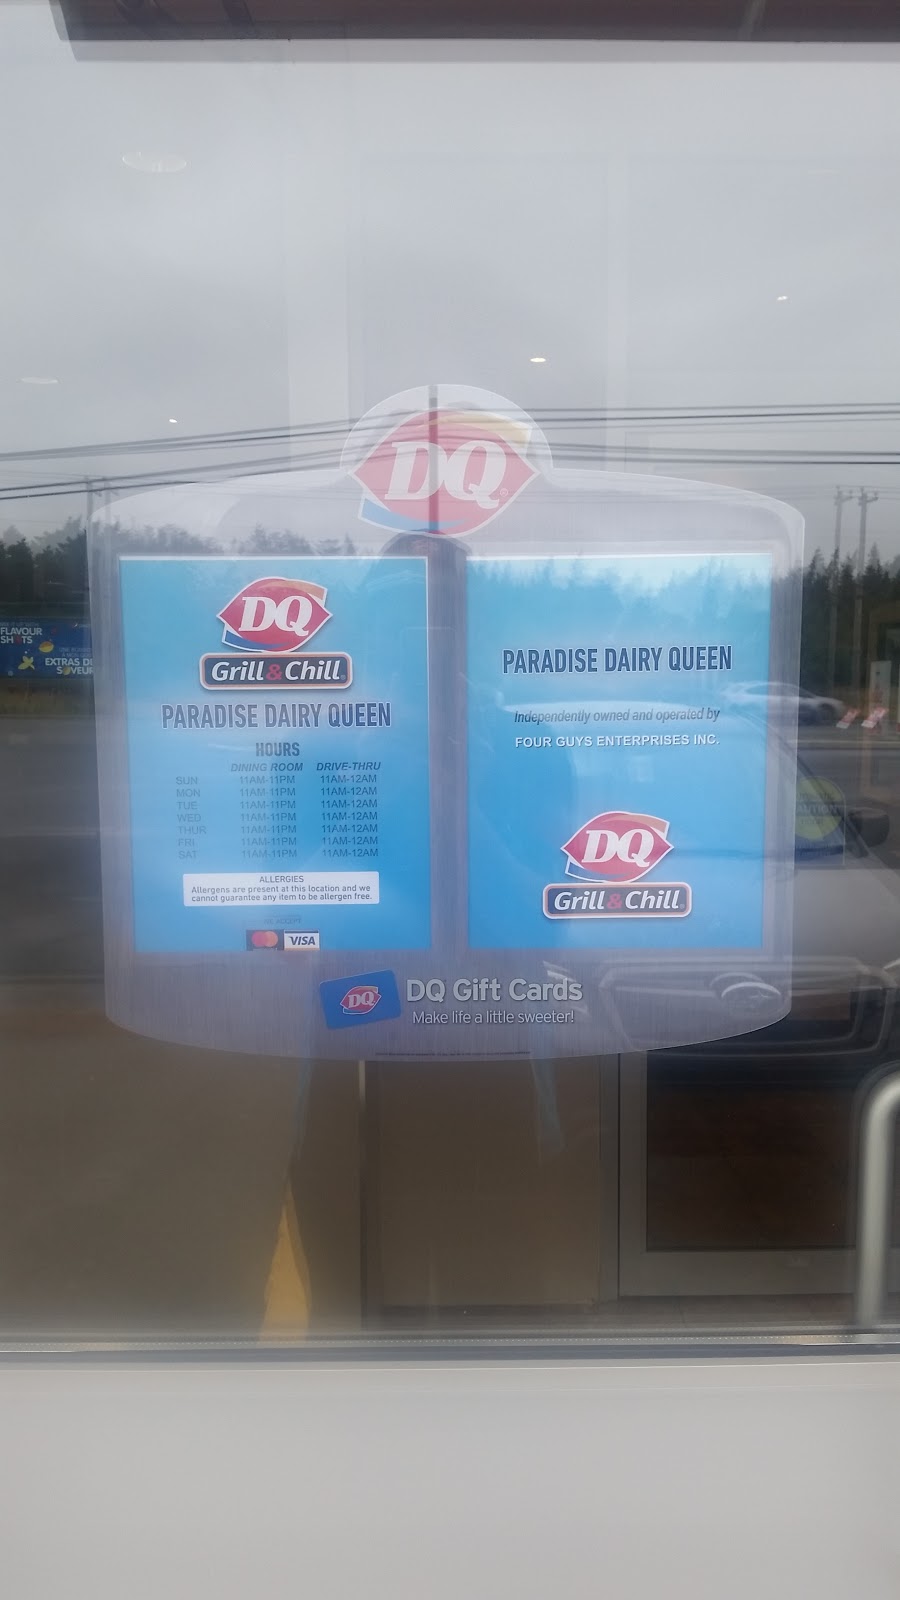 DQ
DQ
Grill & Chill
PARADISE DAIRY QUEEN
HOURS
DINING ROOM DRIVE-THRU
SUN 11AM-11PM 11AM-12AM
MON 11AM-11PM 11AM-12AM
TUE 11AM-11PM 11AM-12AM
WED 11AM-11PM 11AM-12AM
THUR 11AM-11PM 11AM-12AM
FRI 11AM-11PM 11AM-12AM
SAT 11AM-11PM 11AM-12AM
ALLERGIES
Allergens are present at this location and we
cannot guarantee any item to be allergen free.
WE ACCEPT
VISA
PARADISE DAIRY QUEEN
Independently owned and operated by
FOUR GUYS ENTERPRISES INC.
DQ
Grill & Chill
DQ
DQ Gift Cards
Make life a little sweeter!
FLAVOUR
SHOTS
EXTRAS DE
SAVEUR
CAUTION